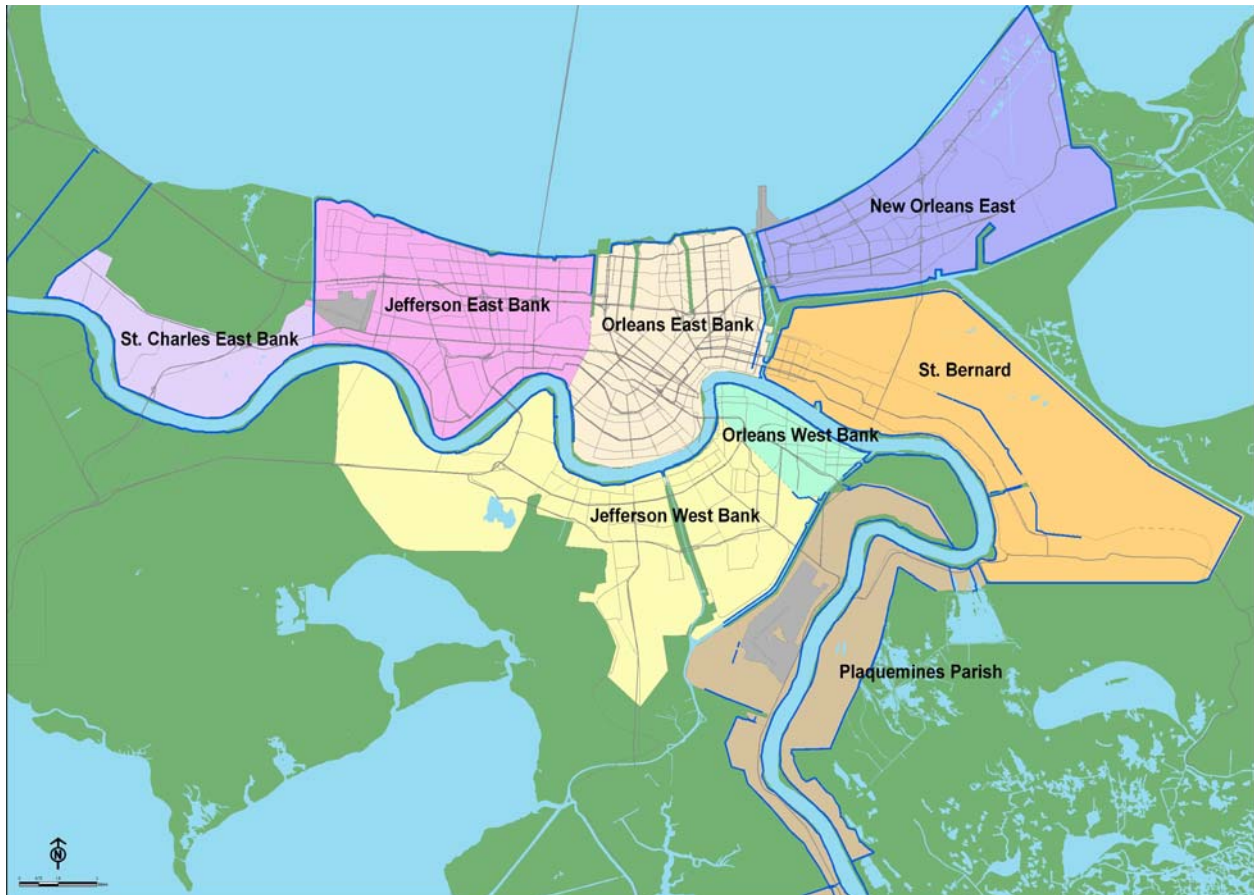 New Orleans East
Jefferson East Bank
Orleans East Bank
St. Charles East Bank
St. Bernard
Orleans West Bank
Jefferson West Bank
Plaquemines Parish
N